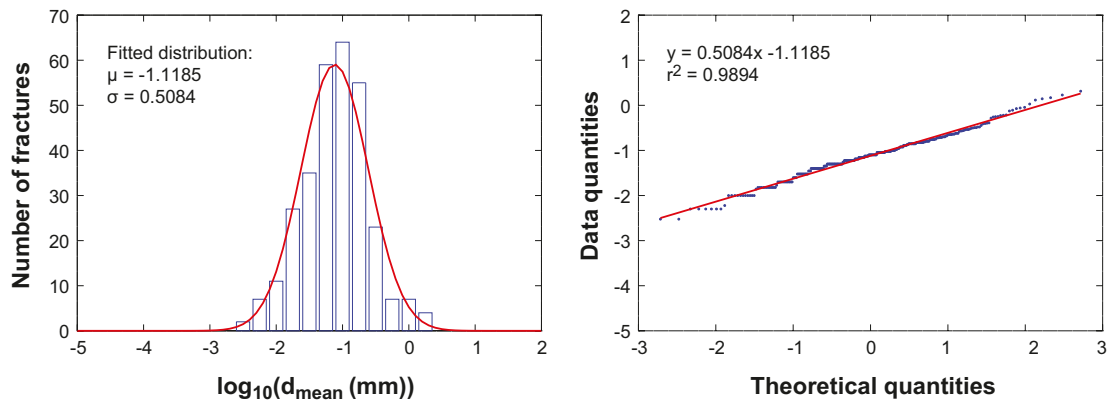 70
60
50
40
30
20
10
0
Number of fractures
Fitted distribution:
μ = -1.1185
σ = 0.5084
-5 -4 -3 -2 -1 0 1 2
log10(dmean (mm))
2
1
0
-1
-2
-3
-4
-5
Data quantities
y = 0.5084x -1.1185
r2 = 0.9894
-3 -2 -1 0 1 2 3
Theoretical quantities